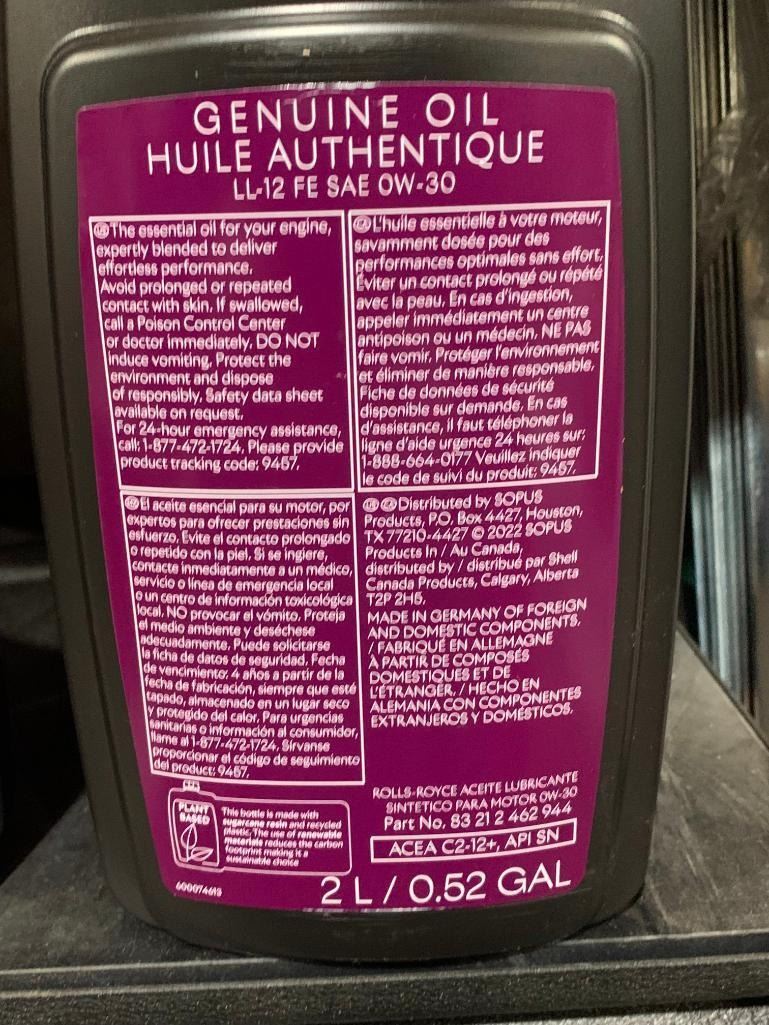 GENUINE OIL
HUILE AUTHENTIQUE
LL-12 FE SAE 0W-30
The essential oil for your engine,
expertly blended to deliver
effortless performance.
Avoid prolonged or repeated
contact with skin. If swallowed,
call a Poison Control Center
or doctor immediately. DO NOT
induce vomiting. Protect the
environment and dispose
of responsibly. Safety data sheet
available on request.
For 24-hour emergency assistance,
call: 1-877-472-1724. Please provide
product tracking code: 9457.
L'huile essentielle à votre moteur,
savamment dosée pour des
performances optimales sans effort.
Éviter un contact prolongé ou répété
avec la peau. En cas d'ingestion,
appeler immédiatement un centre
antipoison ou un médecin. NE PAS
faire vomir. Protéger l'environnement
et éliminer de manière responsable.
Fiche de données de sécurité
disponible sur demande. En cas
d'assistance, il faut téléphoner la
ligne d'aide urgence 24 heures sur:
1-888-664-0177 Veuillez indiquer
le code de suivi du produit: 9457.
El aceite esencial para su motor, por
expertos para ofrecer prestaciones sin
esfuerzo. Evite el contacto prolongado
o repetido con la piel. Si se ingiere,
contacte inmediatamente a un médico,
servicio o línea de emergencia local
o un centro de información toxicológica
local. NO provocar el vómito. Proteja
el medio ambiente y deséchese
adecuadamente. Puede solicitarse
la ficha de datos de seguridad. Fecha
de vencimiento: 4 años a partir de la
fecha de fabricación, siempre que esté
tapado, almacenado en un lugar seco
y protegido del calor. Para urgencias
sanitarias o información al consumidor,
llame al 1-877-472-1724. Sírvanse
proporcionar el código de seguimiento
del product: 9457.
Distributed by SOPUS
Products, P.O. Box 4427, Houston,
TX 77210-4427 © 2022 SOPUS
Products In / Au Canada,
distributed by / distribué par Shell
Canada Products, Calgary, Alberta
T2P 2H5.
MADE IN GERMANY OF FOREIGN
AND DOMESTIC COMPONENTS.
/ FABRIQUÉ EN ALLEMAGNE
À PARTIR DE COMPOSÉS
DOMESTIQUES ET DE
L'ÉTRANGER. / HECHO EN
ALEMANIA CON COMPONENTES
EXTRANJEROS Y DOMÉSTICOS.
PLANT
BASED
This bottle is made with
sugarcane resin and recycled
plastic. The use of renewable
materials reduces the carbon
footprint making is a
sustainable choice
600074613
ROLLS-ROYCE ACEITE LUBRICANTE
SINTETICO PARA MOTOR 0W-30
Part No. 83 21 2 462 944
ACEA C2-12+, API SN
2 L / 0.52 GAL